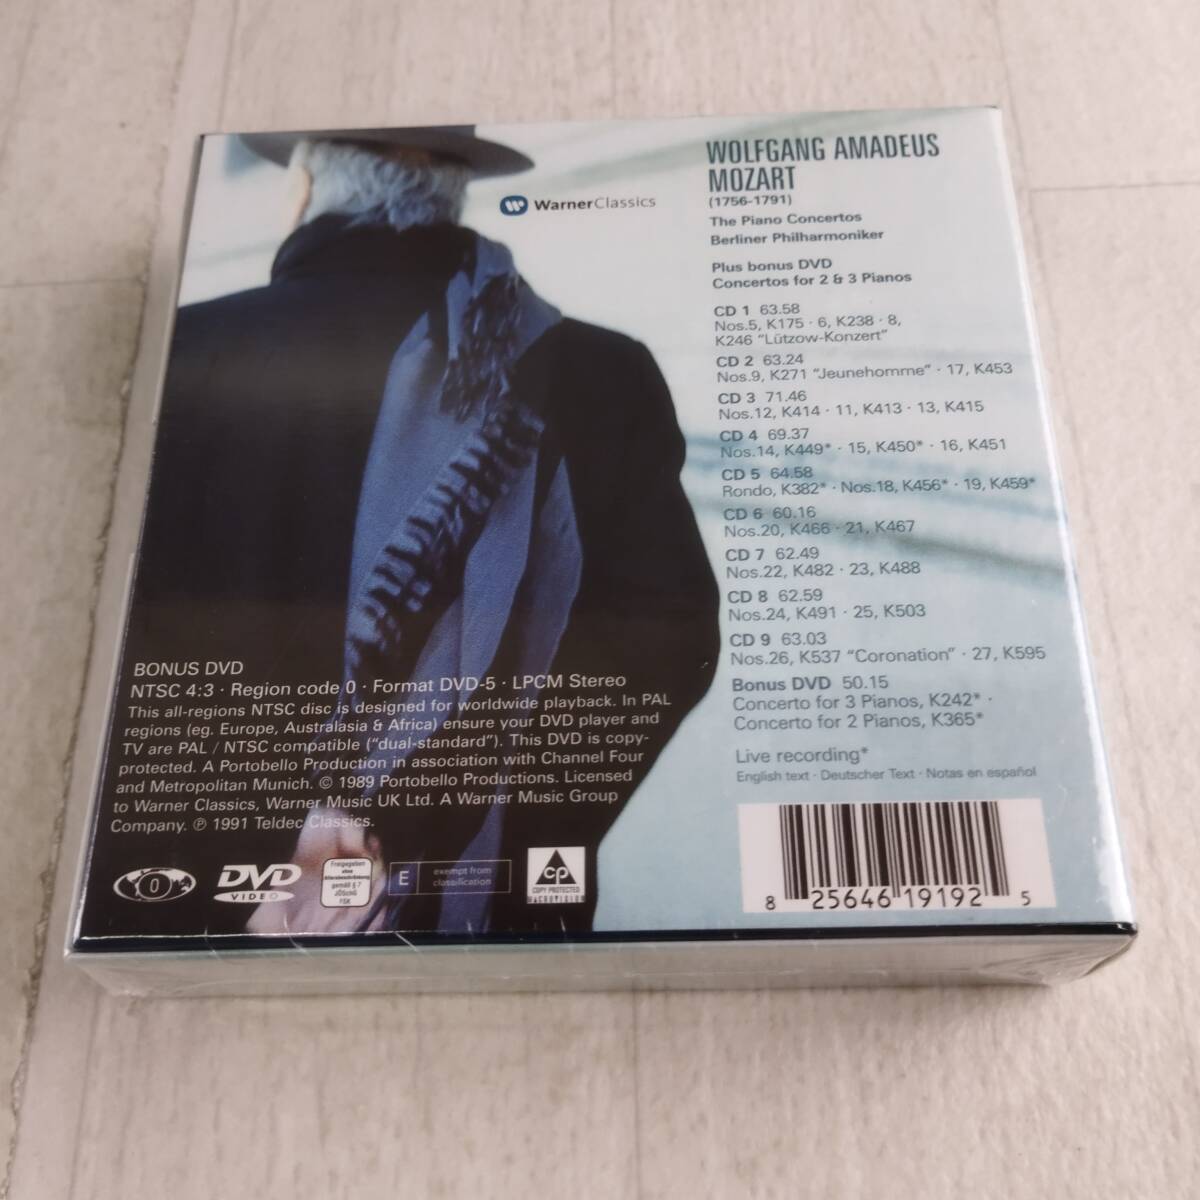 WarnerClassics
WOLFGANG AMADEUS
MOZART
(1756-1791)
The Piano Concertos
Berliner Philharmoniker
Plus bonus DVD
Concertos for 2 & 3 Pianos
CD 1 63.58
Nos.5, K175 · 6, K238 · 8,
K246 "Lützow-Konzert"
CD 2 63.24
Nos.9, K271 "Jeunehomme" · 17, K453
CD 3 71.46
Nos.12, K414 · 11, K413 · 13, K415
CD 4 69.37
Nos.14, K449* · 15, K450* · 16, K451
CD 5 64.58
Rondo, K382* · Nos.18, K456* · 19, K459*
CD 6 60.16
Nos.20, K466 · 21, K467
CD 7 62.49
Nos.22, K482 · 23, K488
CD 8 62.59
Nos.24, K491 · 25, K503
CD 9 63.03
Nos.26, K537 "Coronation" · 27, K595
Bonus DVD 50.15
Concerto for 3 Pianos, K242* ·
Concerto for 2 Pianos, K365*
Live recording*
English text · Deutscher Text · Notas en español
BONUS DVD
NTSC 4:3 · Region code 0 · Format DVD-5 · LPCM Stereo
This all-regions NTSC disc is designed for worldwide playback. In PAL
regions (eg. Europe, Australasia & Africa) ensure your DVD player and
TV are PAL / NTSC compatible ("dual-standard"). This DVD is copy-
protected. A Portobello Production in association with Channel Four
and Metropolitan Munich. © 1989 Portobello Productions. Licensed
to Warner Classics, Warner Music UK Ltd. A Warner Music Group
Company. ℗ 1991 Teldec Classics.
0
DVD
VIDEO
Freigegeben
ohne
Altersbeschränkung
gemäß § 7
JÖSchG
FSK
E
exempt from
classification
cp
COPY PROTECTED
MACROVISION
8 25646 19192 5